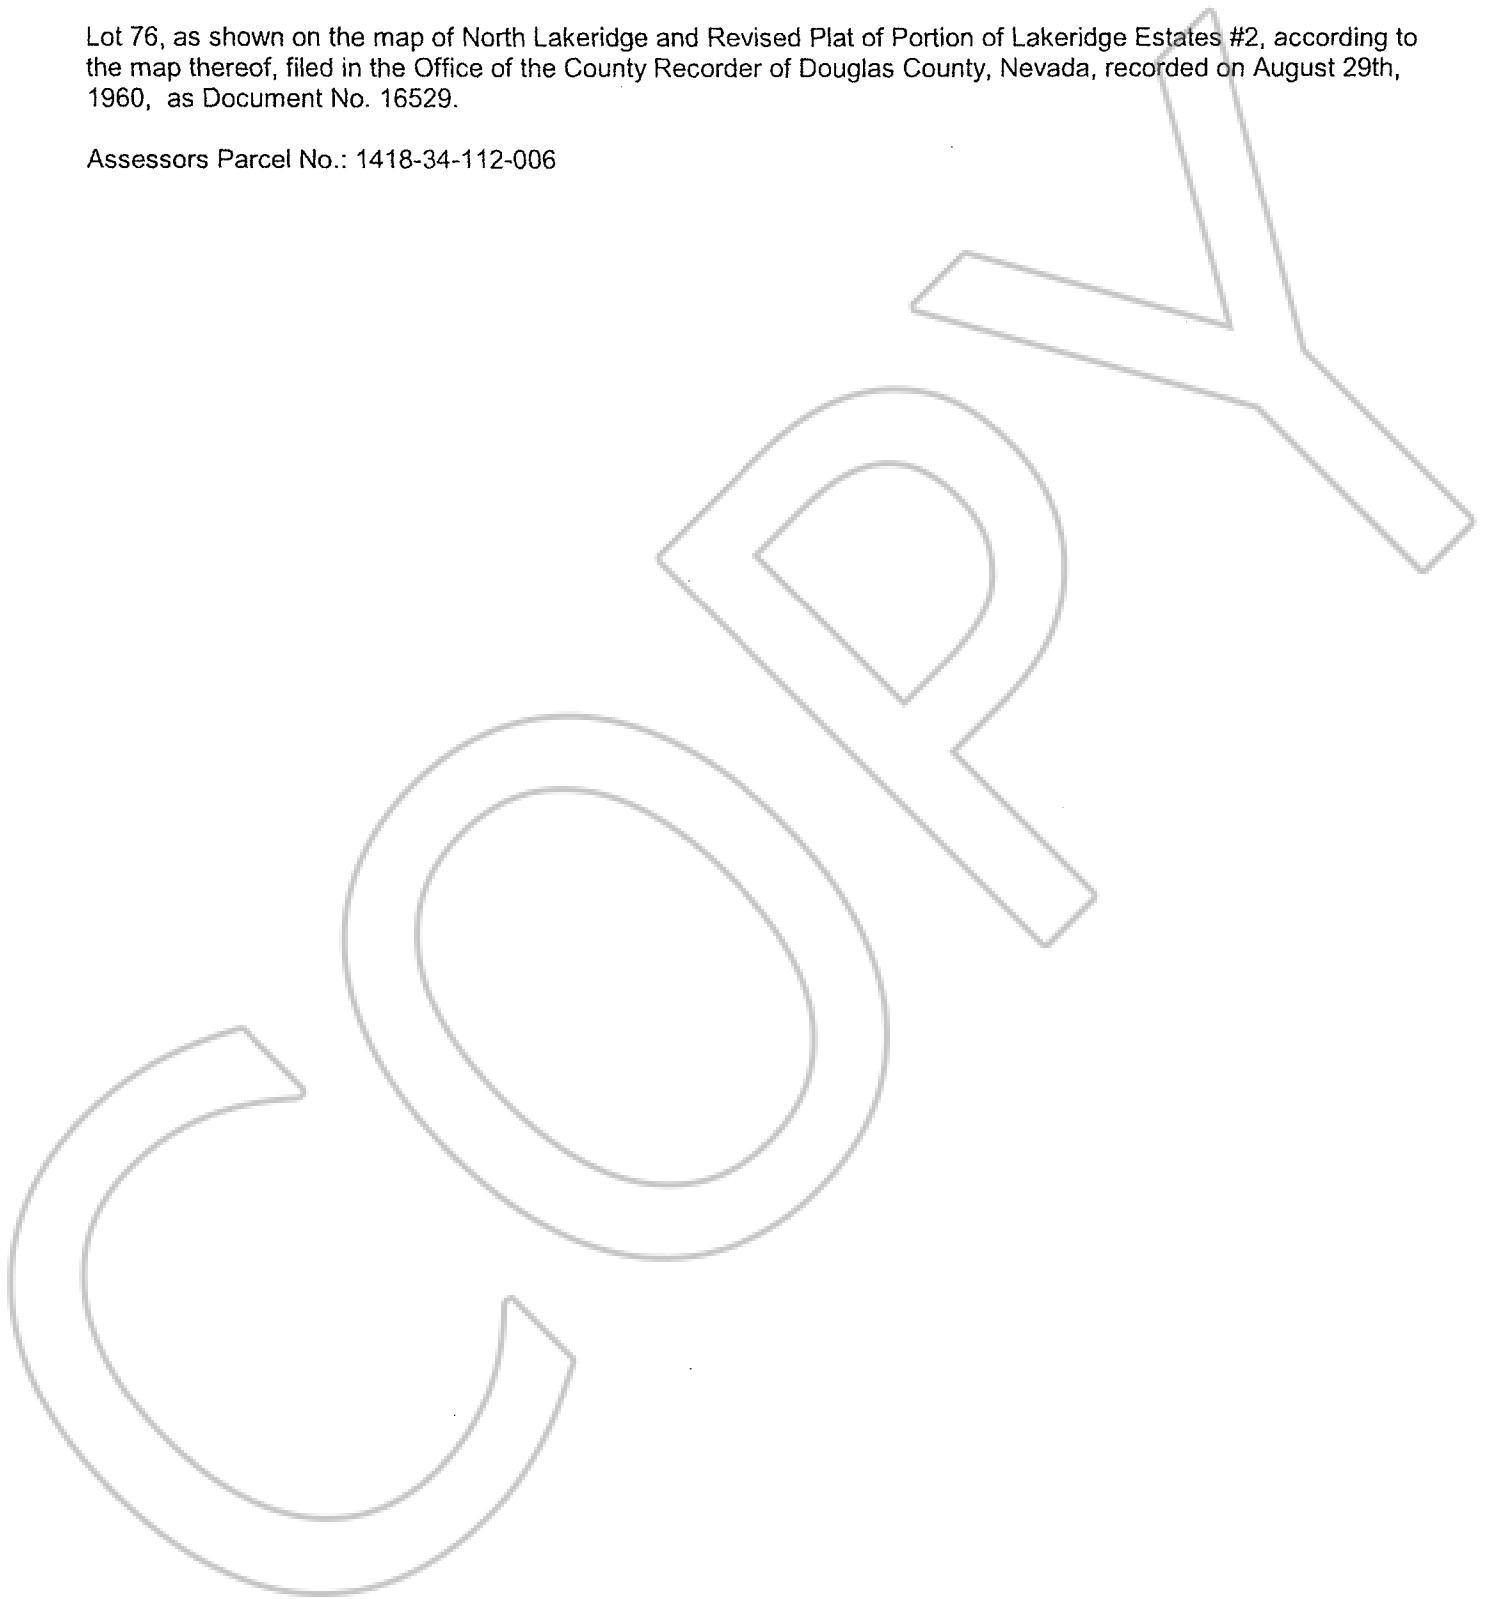 Lot 76, as shown on the map of North Lakeridge and Revised Plat of Portion of Lakeridge Estates #2, according to
the map thereof, filed in the Office of the County Recorder of Douglas County, Nevada, recorded on August 29th,
1960, as Document No. 16529.
Assessors Parcel No.: 1418-34-112-006
COPY